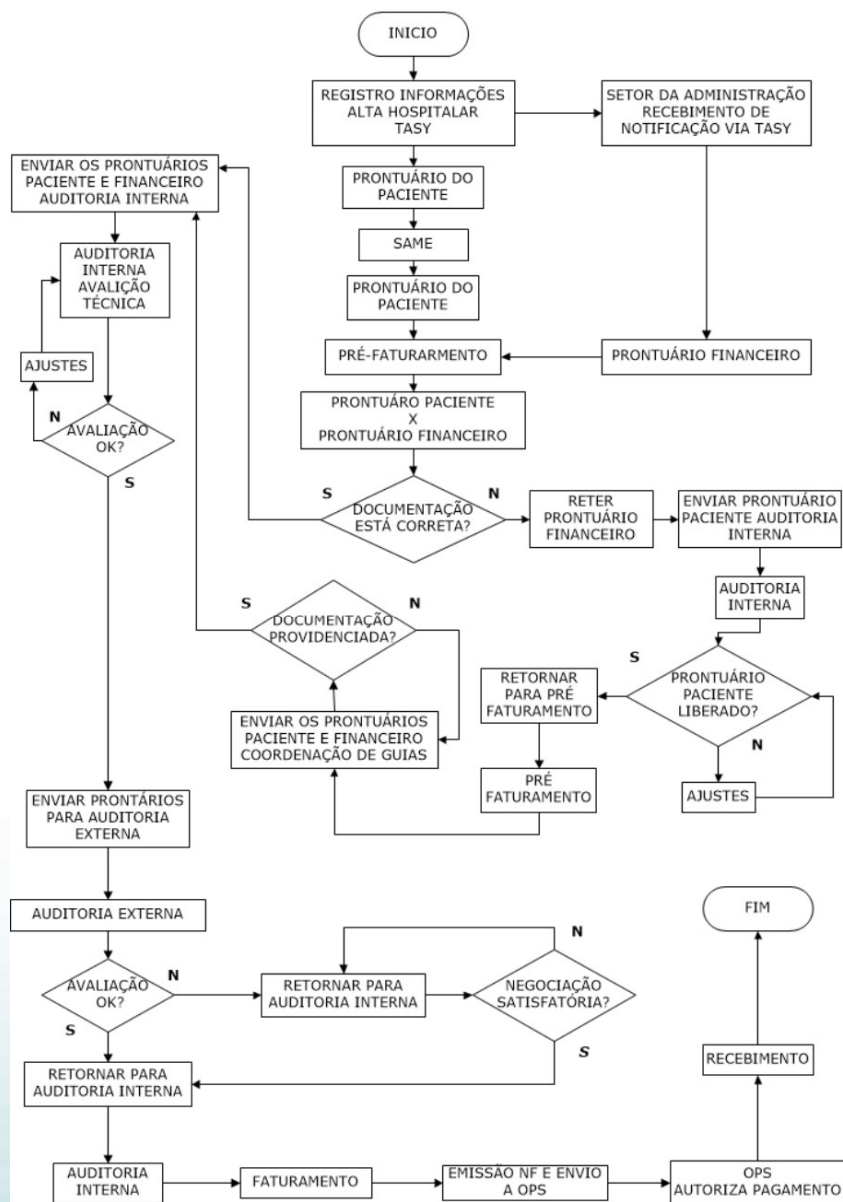 INICIO
REGISTRO INFORMAÇÕES
ALTA HOSPITALAR
TASY
SETOR DA ADMINISTRAÇÃO
RECEBIMENTO DE
NOTIFICAÇÃO VIA TASY
ENVIAR OS PRONTUÁRIOS
PACIENTE E FINANCEIRO
AUDITORIA INTERNA
PRONTUÁRIO DO
PACIENTE
SAME
AUDITORIA
INTERNA
AVALIÇÃO
TÉCNICA
PRONTUÁRIO DO
PACIENTE
AJUSTES
PRÉ-FATURARMENTO
PRONTUÁRIO FINANCEIRO
N
AVALIAÇÃO
OK?
S
PRONTUÁRO PACIENTE
X
PRONTUÁRIO FINANCEIRO
S
N
DOCUMENTAÇÃO
ESTÁ CORRETA?
RETER
PRONTUÁRIO
FINANCEIRO
ENVIAR PRONTUÁRIO
PACIENTE AUDITORIA
INTERNA
AUDITORIA
INTERNA
S
N
DOCUMENTAÇÃO
PROVIDENCIADA?
S
PRONTUÁRIO
PACIENTE
LIBERADO?
N
RETORNAR
PARA PRÉ
FATURAMENTO
ENVIAR OS PRONTUÁRIOS
PACIENTE E FINANCEIRO
COORDENAÇÃO DE GUIAS
PRÉ
FATURAMENTO
AJUSTES
ENVIAR PRONTÁRIOS
PARA AUDITORIA
EXTERNA
AUDITORIA EXTERNA
FIM
AVALIAÇÃO
OK?
N
S
RETORNAR PARA
AUDITORIA INTERNA
N
NEGOCIAÇÃO
SATISFATÓRIA?
S
RETORNAR PARA
AUDITORIA INTERNA
RECEBIMENTO
AUDITORIA
INTERNA
FATURAMENTO
EMISSÃO NF E ENVIO
A OPS
OPS
AUTORIZA PAGAMENTO